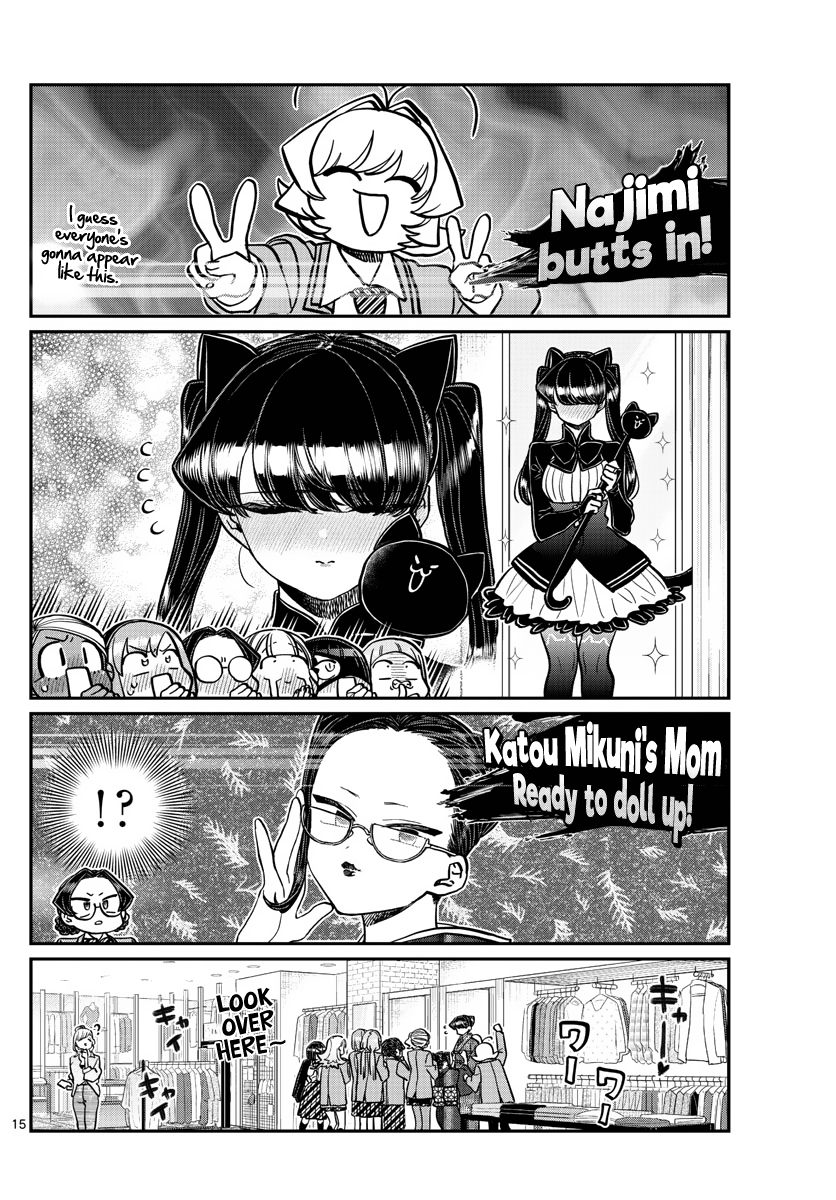 I guess
everyone's
gonna appear
like this.
Najimi
butts in!
Katou Mikuni's Mom
Ready to doll up!
!?
?
LOOK
OVER
HERE~
キャイ
キャイ
ワー
ワー
キャー♥
15